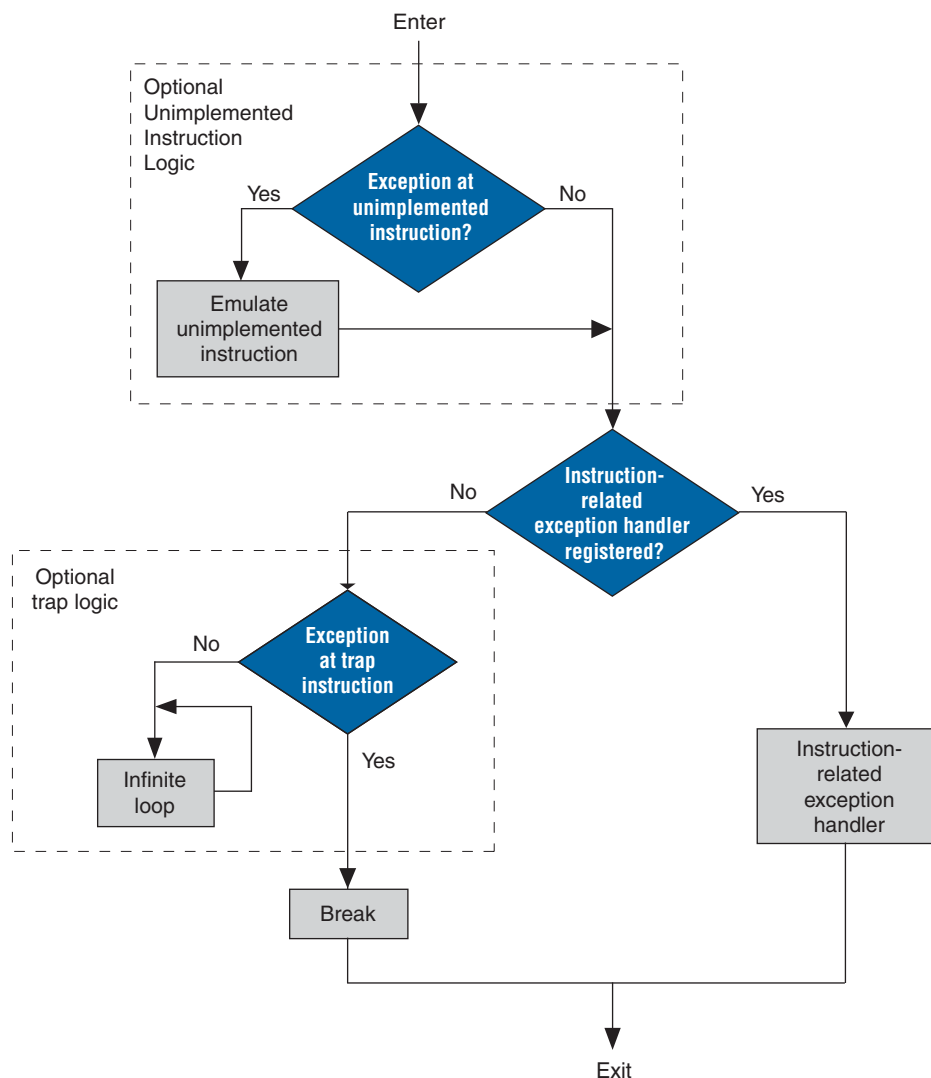 Enter
Optional
Unimplemented
Instruction
Logic
Exception at
unimplemented
instruction?
Yes
No
Emulate
unimplemented
instruction
Instruction-
related
exception handler
registered?
No
Yes
Optional
trap logic
Exception
at trap
instruction
No
Yes
Infinite
loop
Instruction-
related
exception
handler
Break
Exit